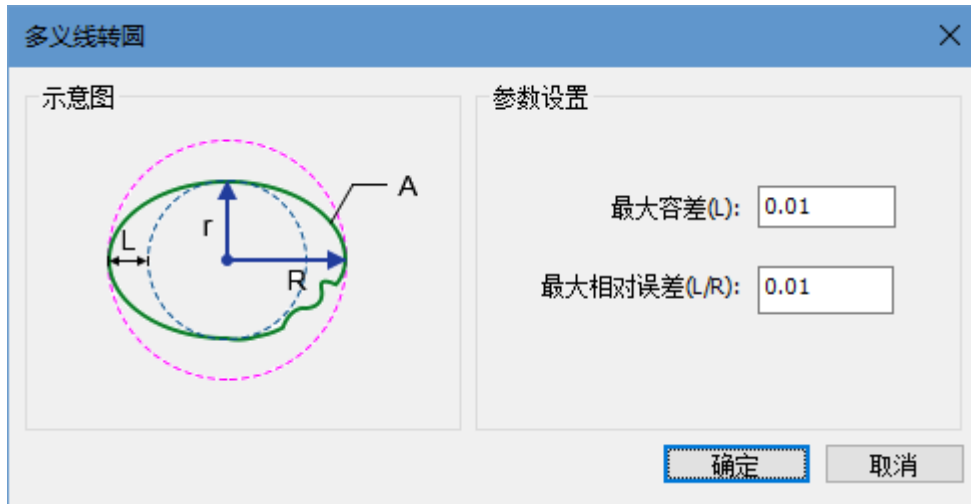 多义线转圆
示意图
A
r
L
R
参数设置
最大容差(L): 0.01
最大相对误差(L/R): 0.01
确定 取消